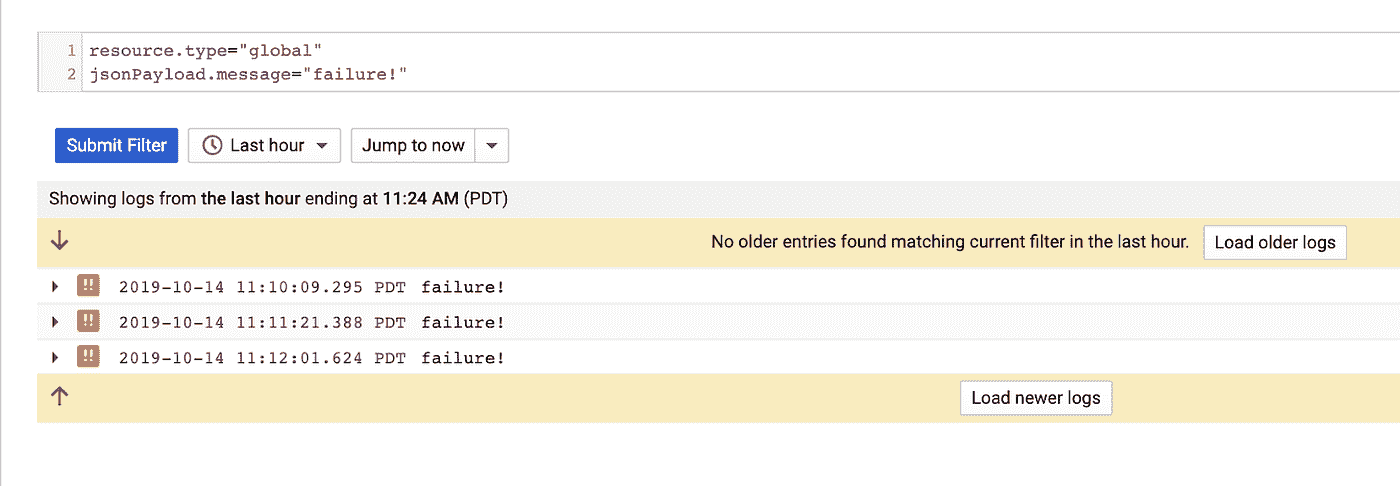 1 resource.type="global"
2 jsonPayload.message="failure!"
Submit Filter Last hour Jump to now
Showing logs from the last hour ending at 11:24 AM (PDT)
No older entries found matching current filter in the last hour. Load older logs
!! 2019-10-14 11:10:09.295 PDT failure!
!! 2019-10-14 11:11:21.388 PDT failure!
!! 2019-10-14 11:12:01.624 PDT failure!
Load newer logs